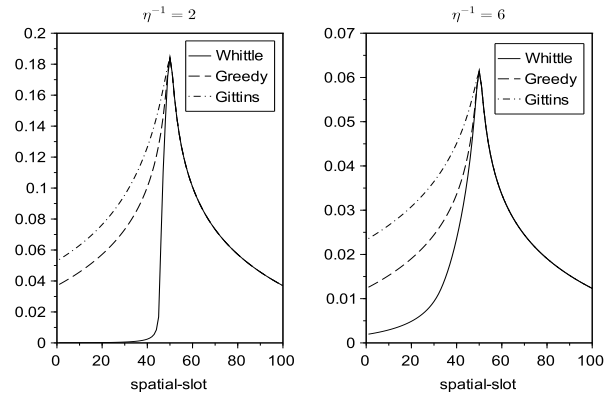 η⁻¹ = 2
0.2
0.18
0.16
0.14
0.12
0.1
0.08
0.06
0.04
0.02
0
0 20 40 60 80 100
spatial-slot
Whittle
Greedy
Gittins
η⁻¹ = 6
0.07
0.06
0.05
0.04
0.03
0.02
0.01
0
0 20 40 60 80 100
spatial-slot
Whittle
Greedy
Gittins